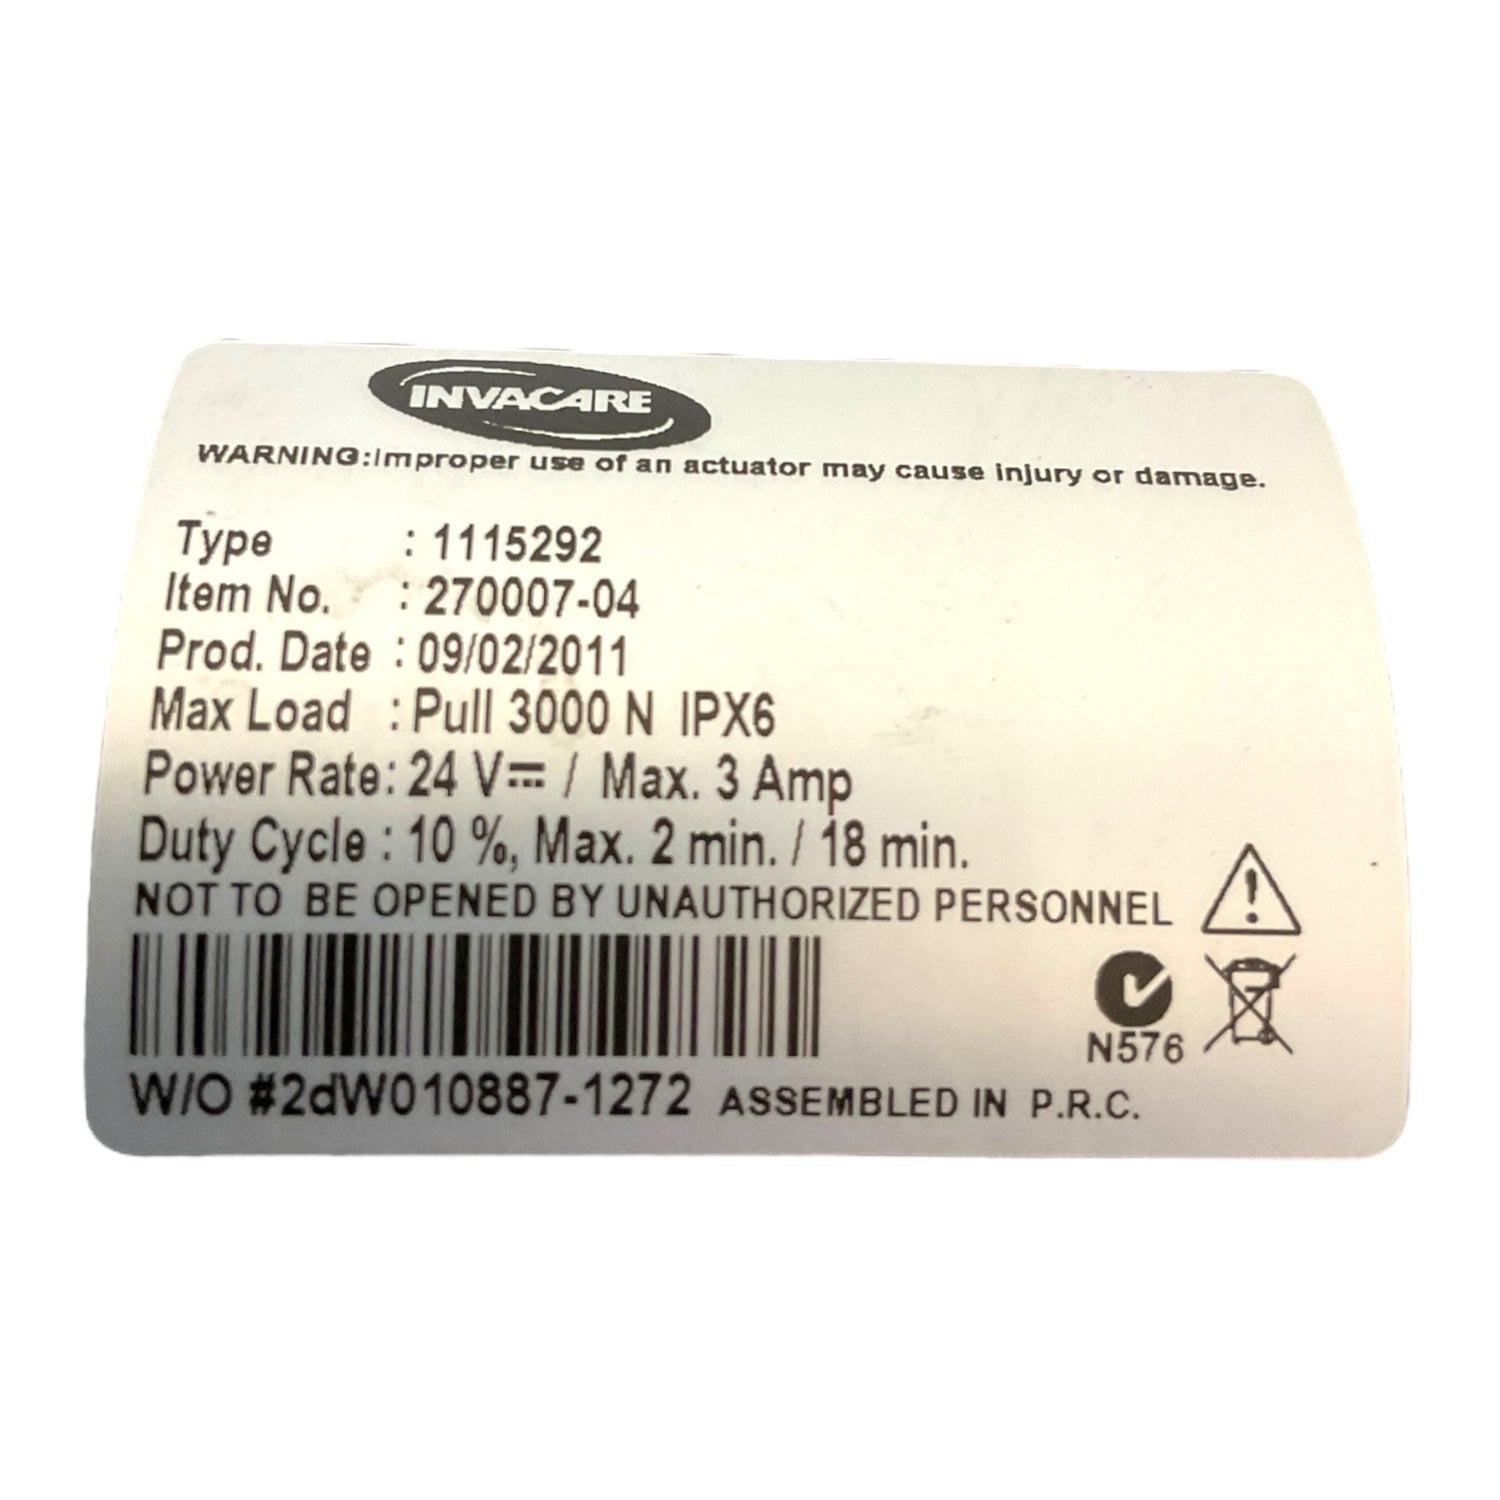 INVACARE
WARNING:Improper use of an actuator may cause injury or damage.
Type : 1115292
Item No. : 270007-04
Prod. Date : 09/02/2011
Max Load : Pull 3000 N IPX6
Power Rate: 24 V⎓ / Max. 3 Amp
Duty Cycle : 10 %, Max. 2 min. / 18 min.
NOT TO BE OPENED BY UNAUTHORIZED PERSONNEL
N576
W/O #2dW010887-1272 ASSEMBLED IN P.R.C.